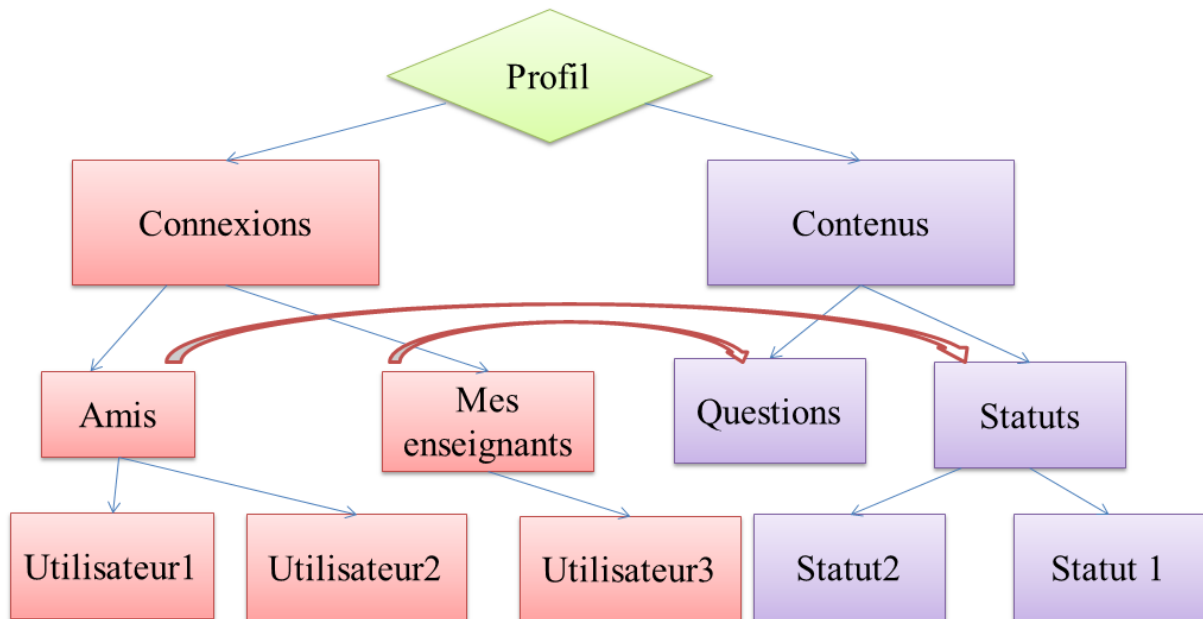 Profil
Connexions
Contenus
Amis
Mes
enseignants
Questions
Statuts
Utilisateur1
Utilisateur2
Utilisateur3
Statut2
Statut 1